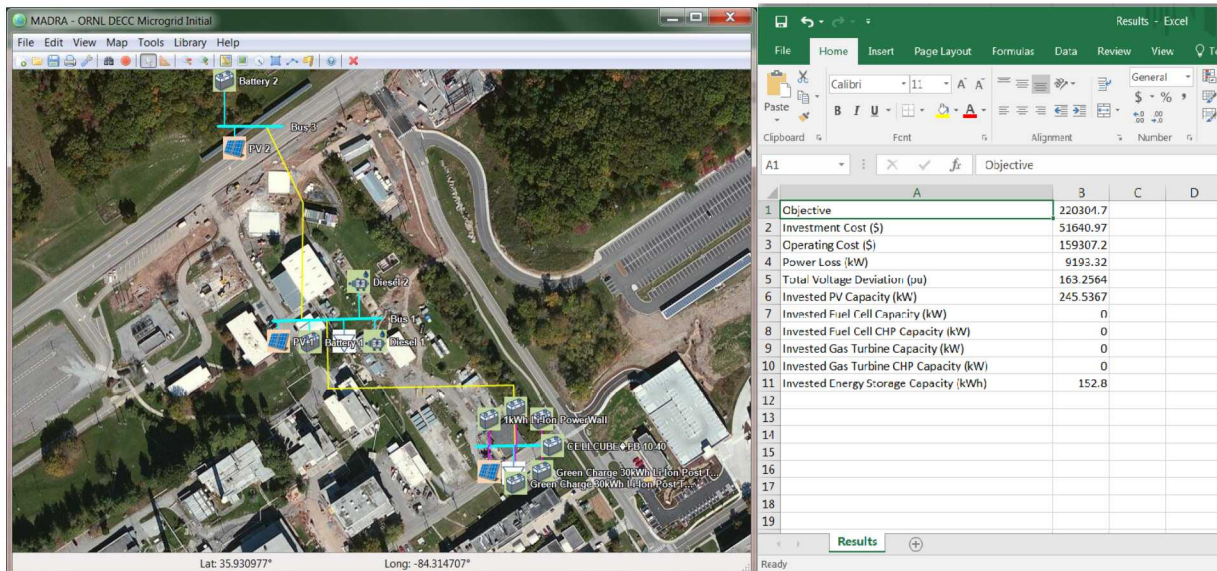 MADRA - ORNL DECC Microgrid Initial
File Edit View Map Tools Library Help
Battery 2
Bus 3
PV 2
Diesel 2
Bus 1
PV 1 Battery 1 Diesel 1
1kWh Li-Ion PowerWall
CELLCUBE FB 10-40
Green Charge 30kWh Li-Ion Post T...
Green Charge 30kWh Li-Ion Post T...
Lat: 35.930977° Long: -84.314707°
Results - Excel
File Home Insert Page Layout Formulas Data Review View
Calibri 11 A A General
Paste B I U A $ % ,
Clipboard Font Alignment Number
A1 fx Objective
A B C D
1 Objective 220304.7
2 Investment Cost ($) 51640.97
3 Operating Cost ($) 159307.2
4 Power Loss (kW) 9193.32
5 Total Voltage Deviation (pu) 163.2564
6 Invested PV Capacity (kW) 245.5367
7 Invested Fuel Cell Capacity (kW) 0
8 Invested Fuel Cell CHP Capacity (kW) 0
9 Invested Gas Turbine Capacity (kW) 0
10 Invested Gas Turbine CHP Capacity (kW) 0
11 Invested Energy Storage Capacity (kWh) 152.8
12
13
14
15
16
17
18
19
Results
Ready